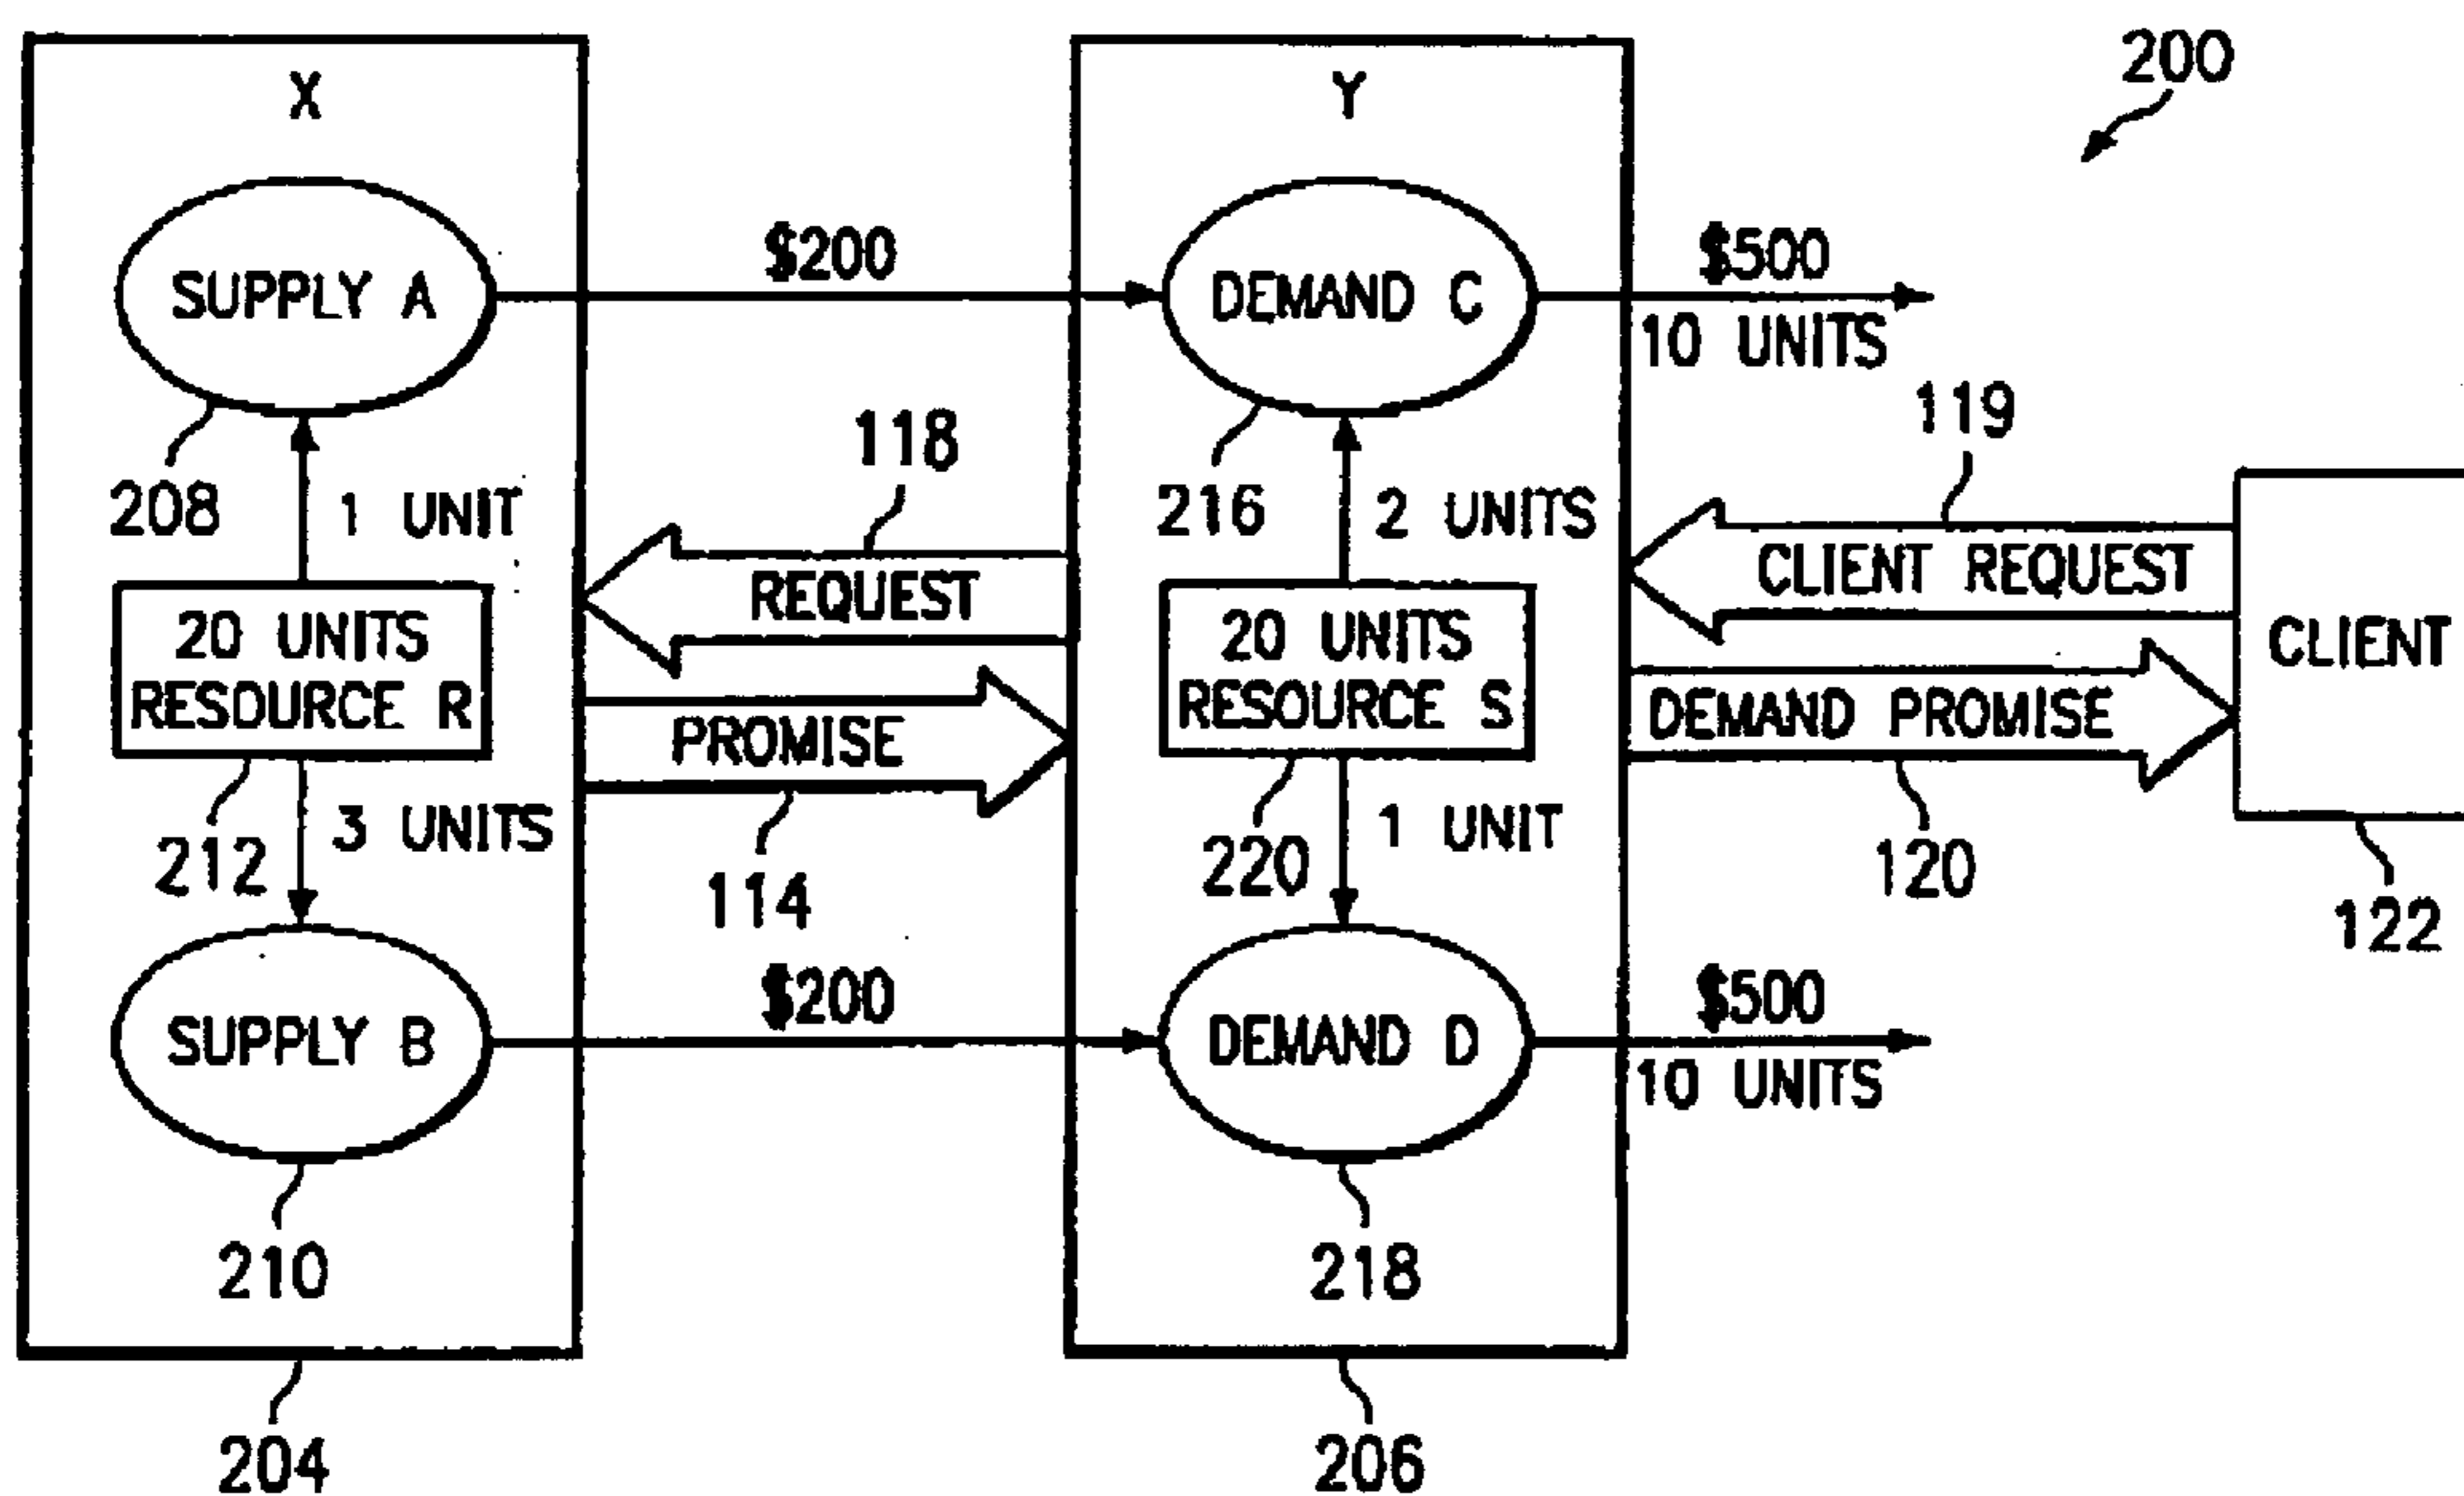 X
Y
200
SUPPLY A
$200
DEMAND C
$500
10 UNITS
119
118
208
1 UNIT
216
2 UNITS
REQUEST
CLIENT REQUEST
20 UNITS
RESOURCE R
20 UNITS
RESOURCE S
CLIENT
PROMISE
DEMAND PROMISE
212
3 UNITS
114
220
1 UNIT
120
122
SUPPLY B
$200
DEMAND D
$500
10 UNITS
210
218
204
206